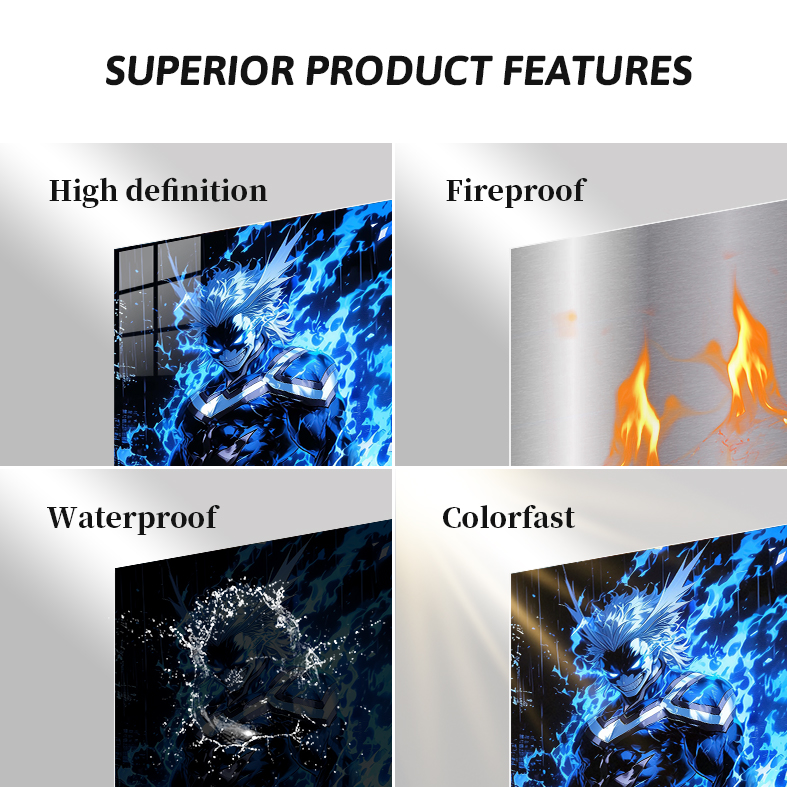 SUPERIOR PRODUCT FEATURES
High definition
Fireproof
Waterproof
Colorfast